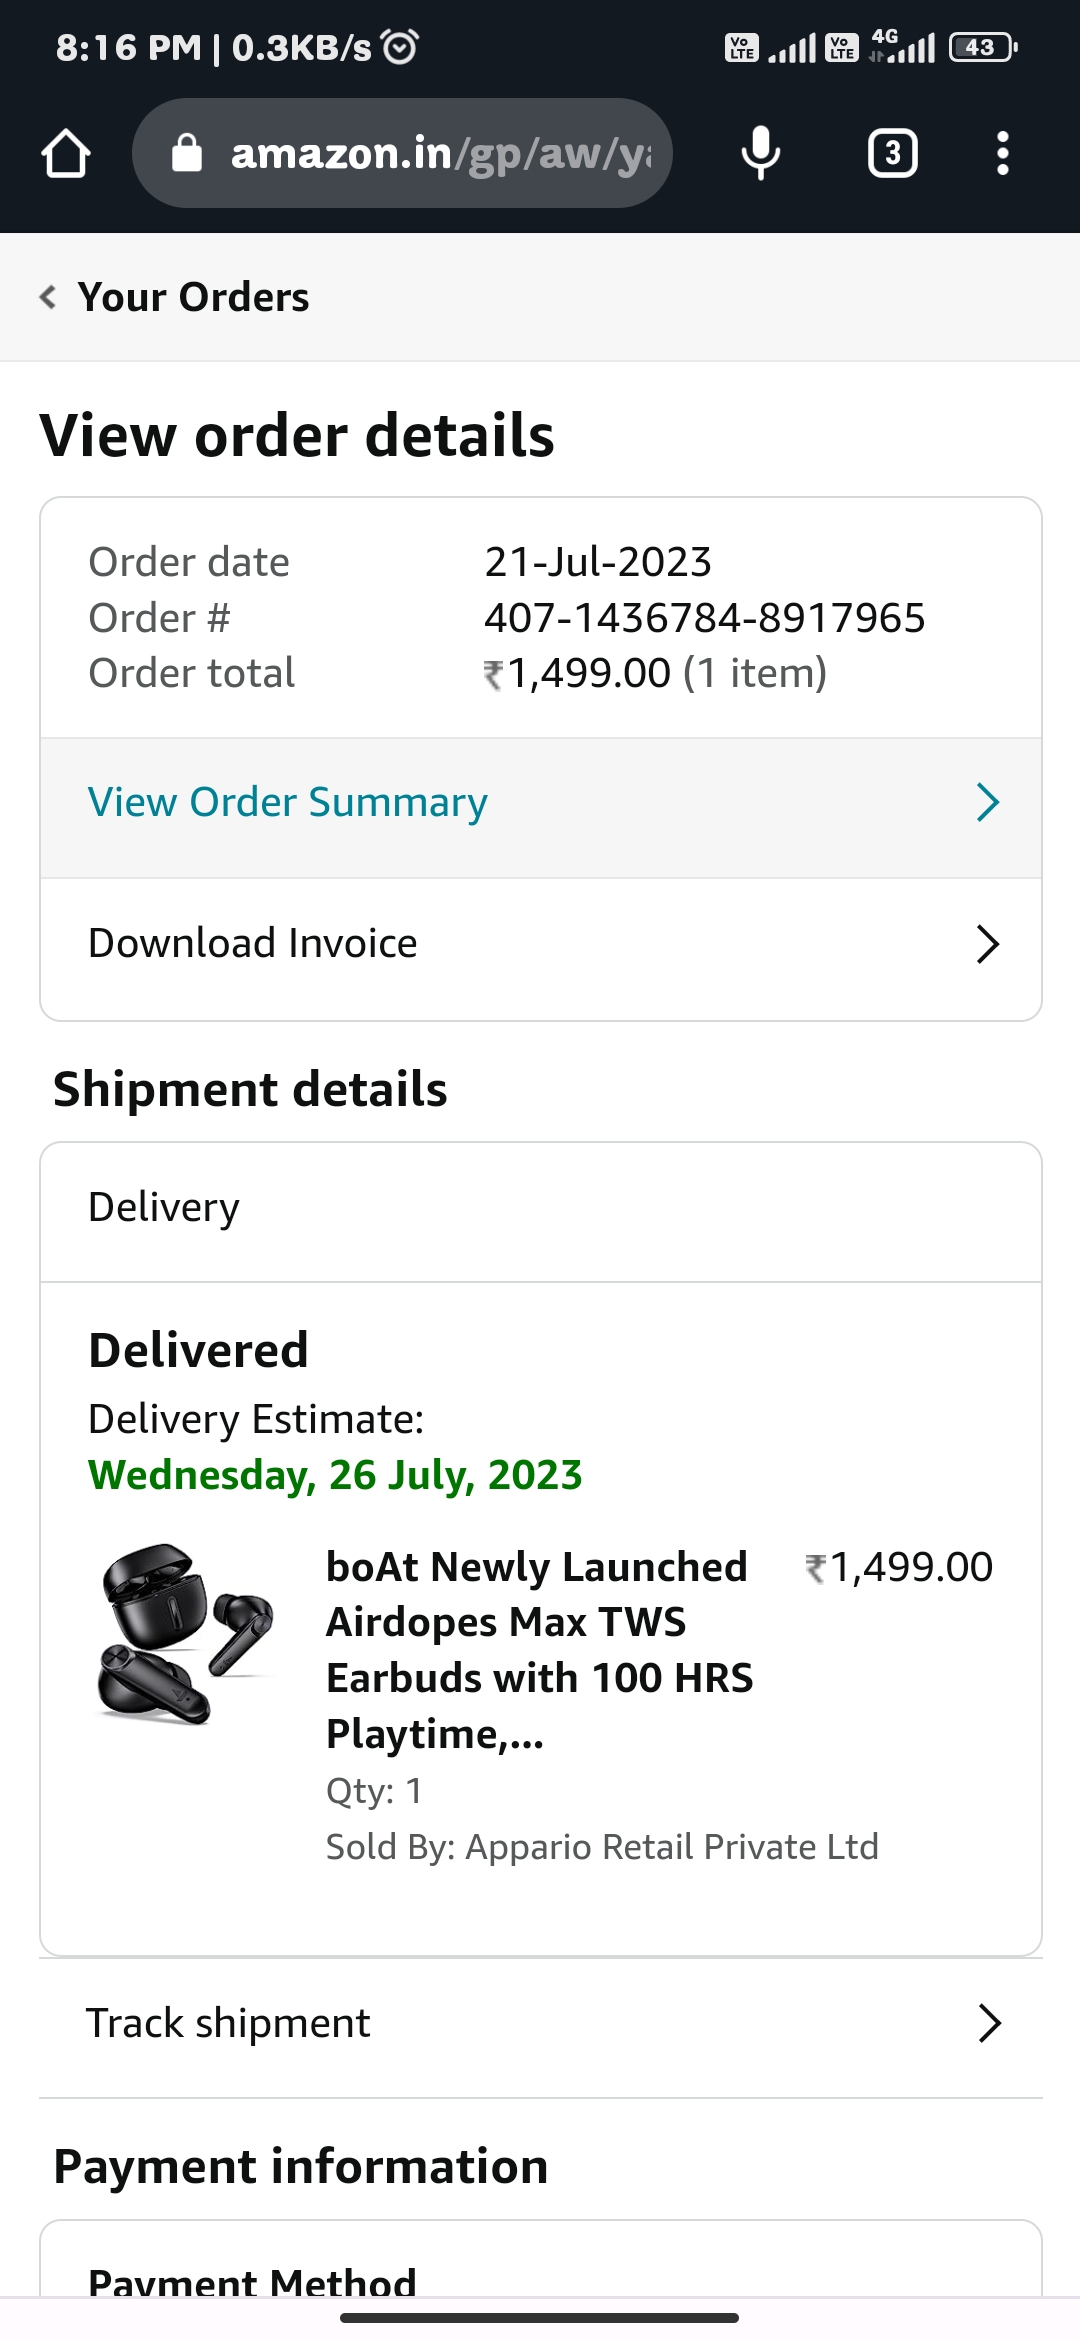 8:16 PM | 0.3KB/s
Vo LTE Vo LTE 4G 43
amazon.in/gp/aw/y
3
Your Orders
View order details
Order date 21-Jul-2023
Order # 407-1436784-8917965
Order total ₹1,499.00 (1 item)
View Order Summary
Download Invoice
Shipment details
Delivery
Delivered
Delivery Estimate:
Wednesday, 26 July, 2023
boAt Newly Launched ₹1,499.00
Airdopes Max TWS
Earbuds with 100 HRS
Playtime,...
Qty: 1
Sold By: Appario Retail Private Ltd
Track shipment
Payment information
Payment Method